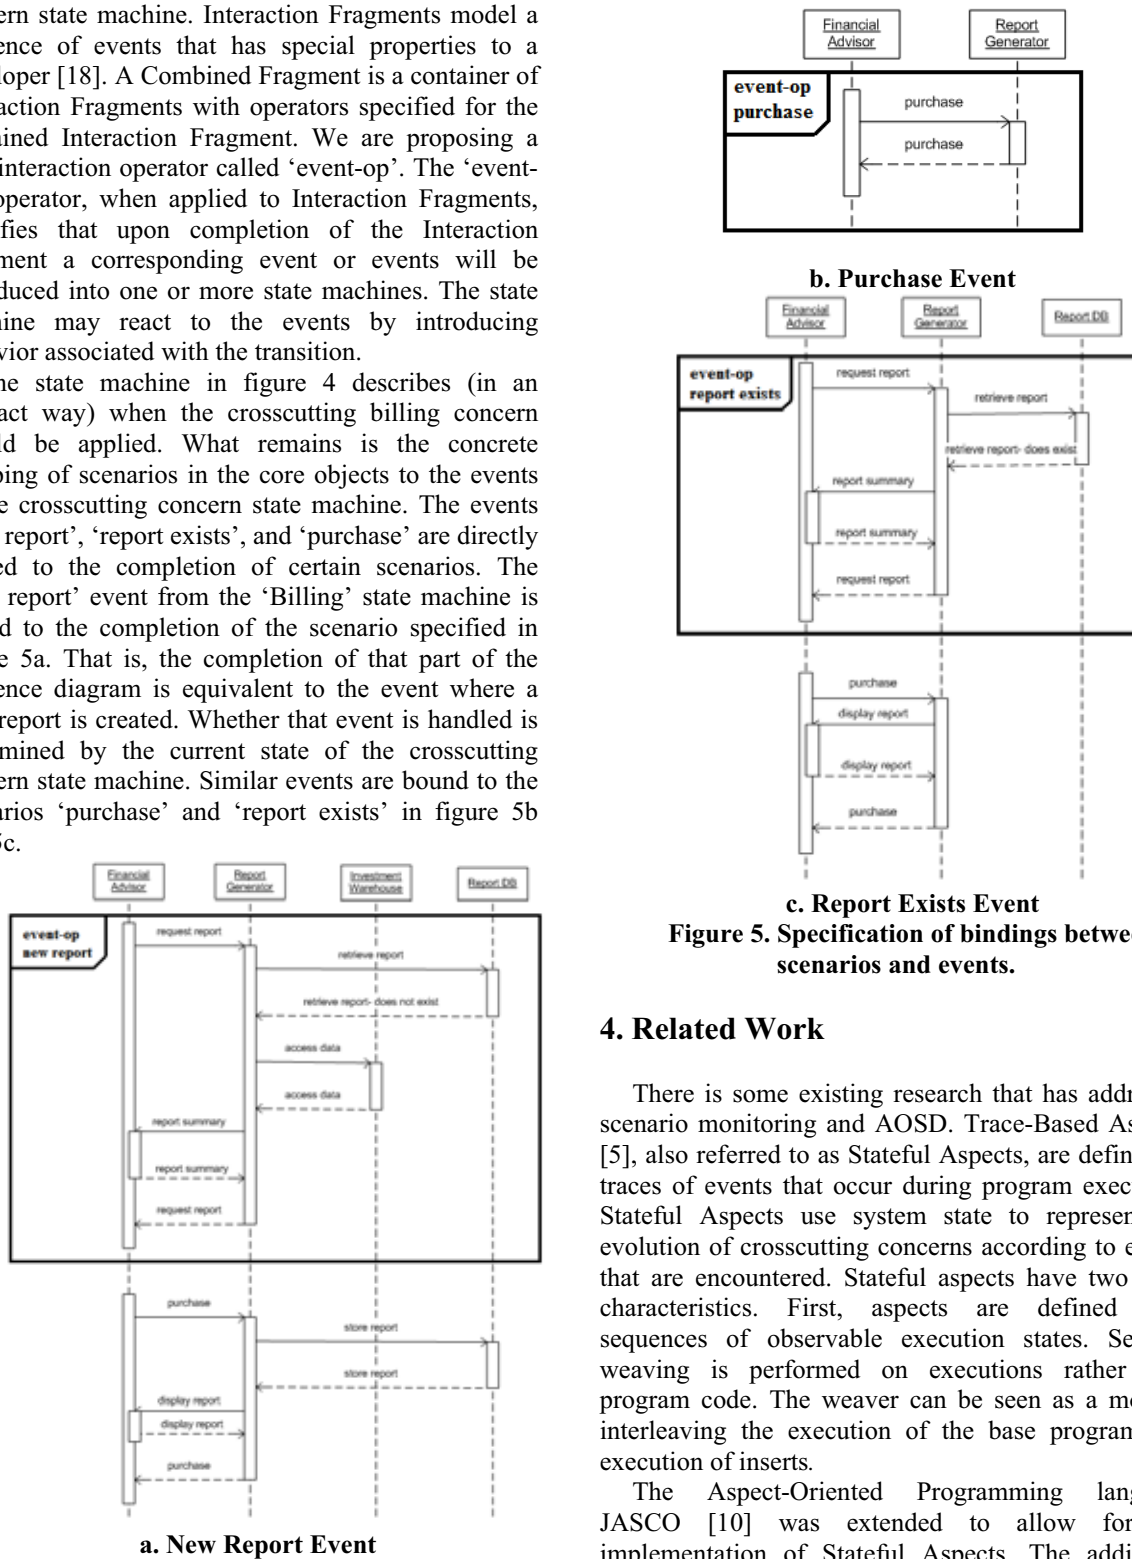 ern state machine. Interaction Fragments model a
ence of events that has special properties to a
loper [18]. A Combined Fragment is a container of
action Fragments with operators specified for the
ained Interaction Fragment. We are proposing a
interaction operator called ‘event-op’. The ‘event-
operator, when applied to Interaction Fragments,
fies that upon completion of the Interaction
ment a corresponding event or events will be
duced into one or more state machines. The state
hine may react to the events by introducing
vior associated with the transition.
ne state machine in figure 4 describes (in an
act way) when the crosscutting billing concern
ld be applied. What remains is the concrete
ping of scenarios in the core objects to the events
e crosscutting concern state machine. The events
report’, ‘report exists’, and ‘purchase’ are directly
ed to the completion of certain scenarios. The
report’ event from the ‘Billing’ state machine is
d to the completion of the scenario specified in
e 5a. That is, the completion of that part of the
ence diagram is equivalent to the event where a
report is created. Whether that event is handled is
mined by the current state of the crosscutting
ern state machine. Similar events are bound to the
arios ‘purchase’ and ‘report exists’ in figure 5b
5c.
Financial
Advisor
Report
Generator
Investment
Warehouse
Report DB
event-op
new report
request report
retrieve report
retrieve report- does not exist
access data
access data
report summary
report summary
request report
purchase
store report
store report
display report
display report
purchase
a. New Report Event
Financial
Advisor
Report
Generator
event-op
purchase
purchase
purchase
b. Purchase Event
Financial
Advisor
Report
Generator
Report DB
event-op
report exists
request report
retrieve report
retrieve report- does exist
report summary
report summary
request report
purchase
display report
display report
purchase
c. Report Exists Event
Figure 5. Specification of bindings betwe
scenarios and events.
4. Related Work
There is some existing research that has addr
scenario monitoring and AOSD. Trace-Based As
[5], also referred to as Stateful Aspects, are defin
traces of events that occur during program exec
Stateful Aspects use system state to represen
evolution of crosscutting concerns according to e
that are encountered. Stateful aspects have two
characteristics. First, aspects are defined
sequences of observable execution states. Se
weaving is performed on executions rather
program code. The weaver can be seen as a mo
interleaving the execution of the base program
execution of inserts.
The Aspect-Oriented Programming lang
JASCO [10] was extended to allow for
implementation of Stateful Aspects. The addi